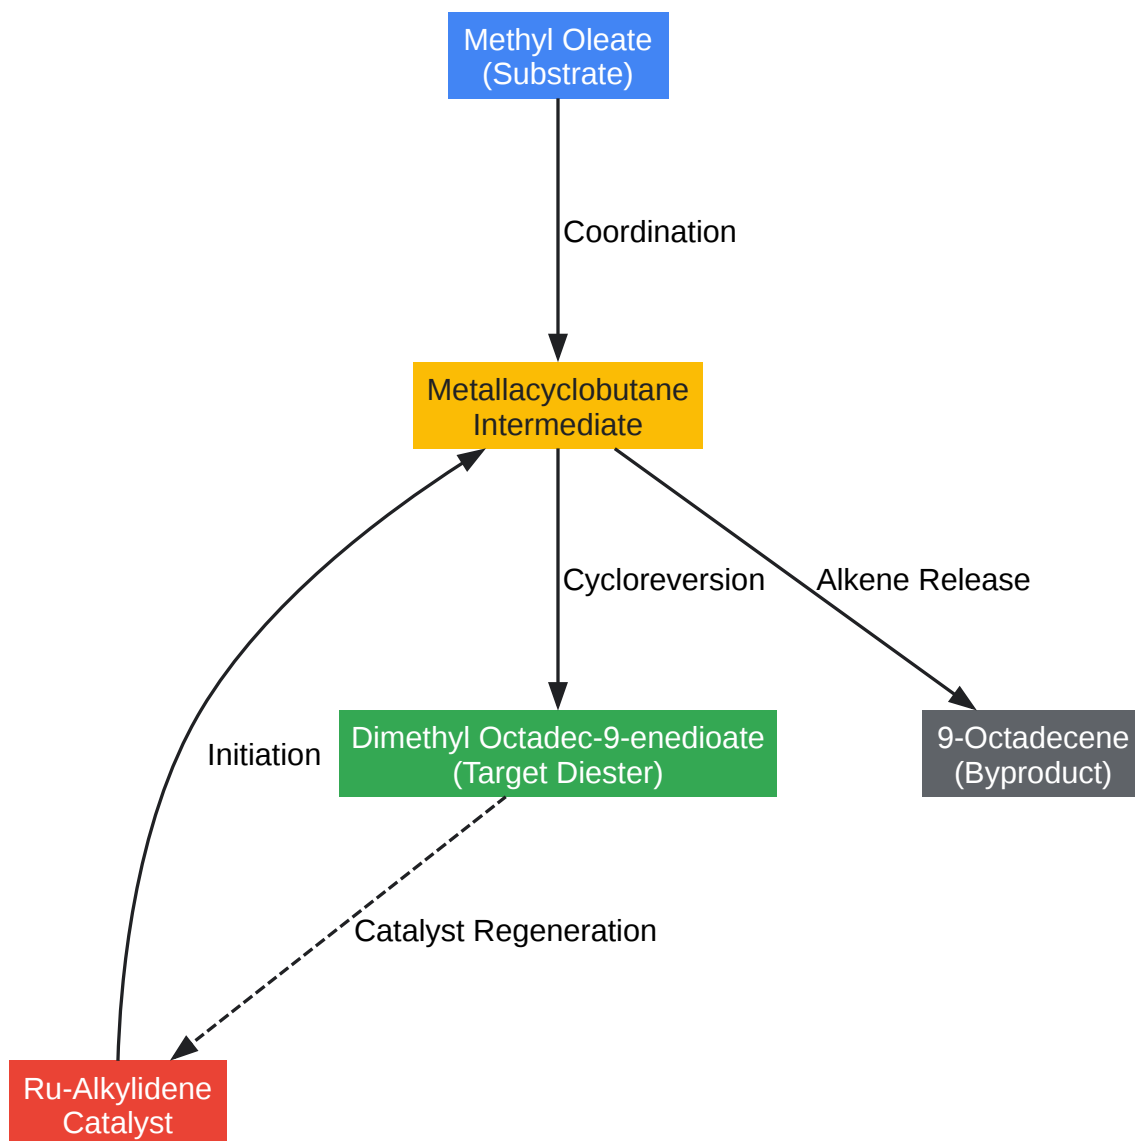 Methyl Oleate
(Substrate)
Coordination
Metallacyclobutane
Intermediate
Cycloreversion
Alkene Release
Initiation
Dimethyl Octadec-9-enedioate
(Target Diester)
9-Octadecene
(Byproduct)
Catalyst Regeneration
Ru-Alkylidene
Catalyst